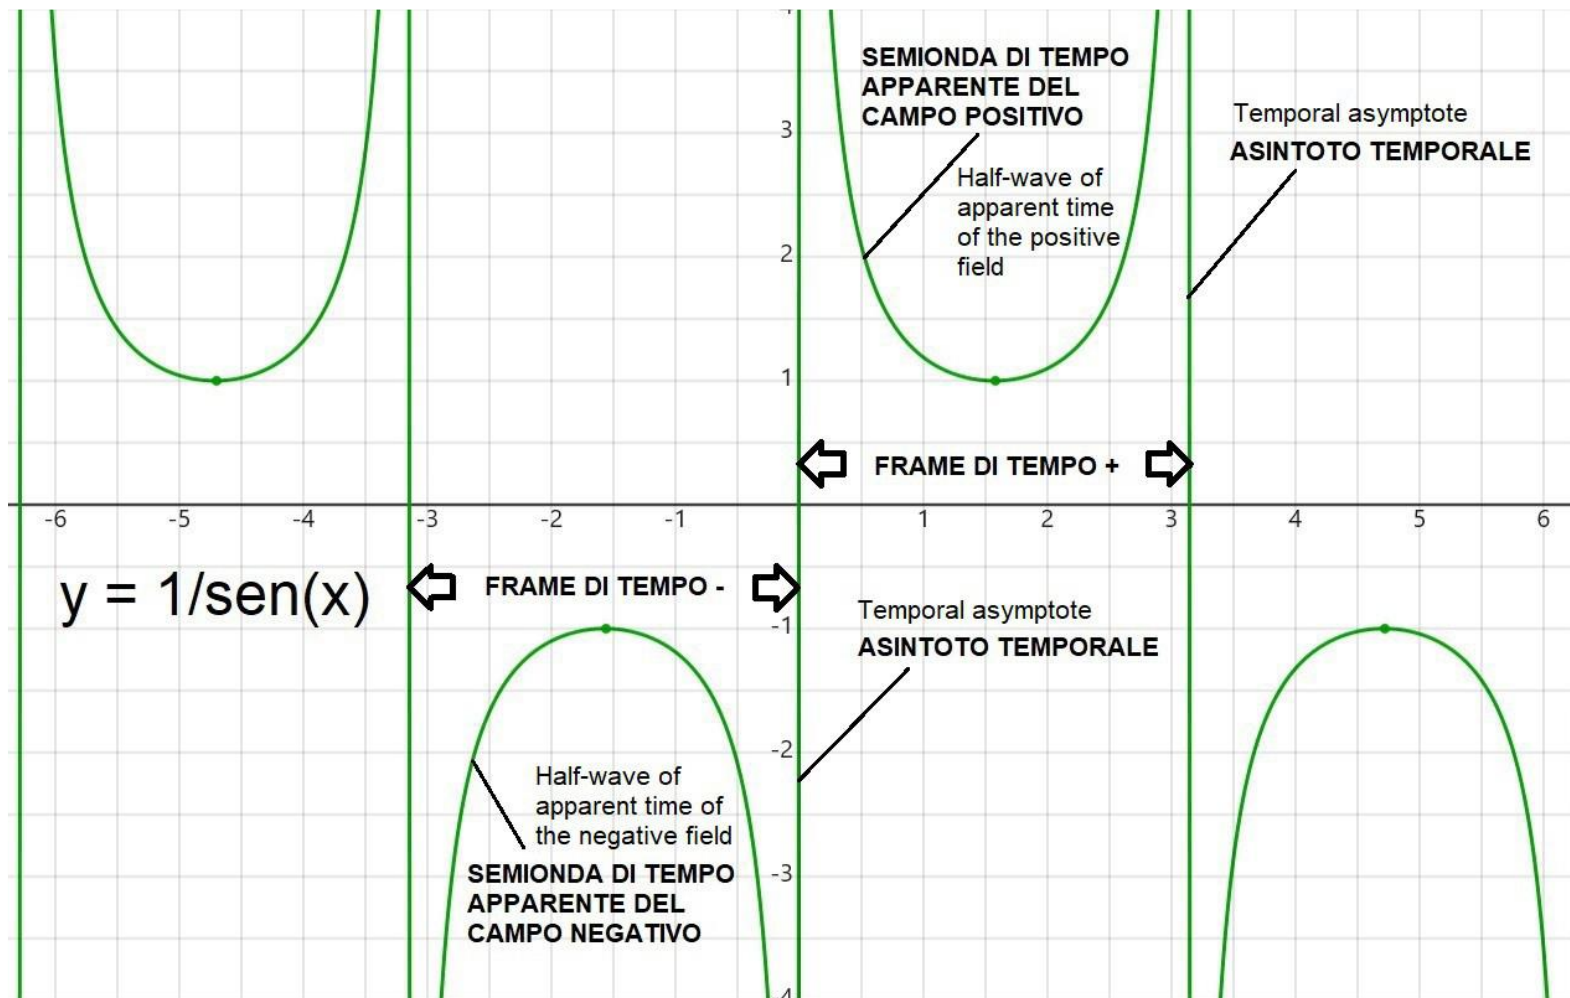 4
SEMIONDA DI TEMPO
APPARENTE DEL
CAMPO POSITIVO
Temporal asymptote
ASINTOTO TEMPORALE
3
Half-wave of
apparent time
of the positive
field
2
1
FRAME DI TEMPO +
-6 -5 -4 -3 -2 -1 1 2 3 4 5 6
y = 1/sen(x)
FRAME DI TEMPO -
-1
Temporal asymptote
ASINTOTO TEMPORALE
-2
Half-wave of
apparent time of
the negative field
SEMIONDA DI TEMPO
APPARENTE DEL
CAMPO NEGATIVO
-3
-4